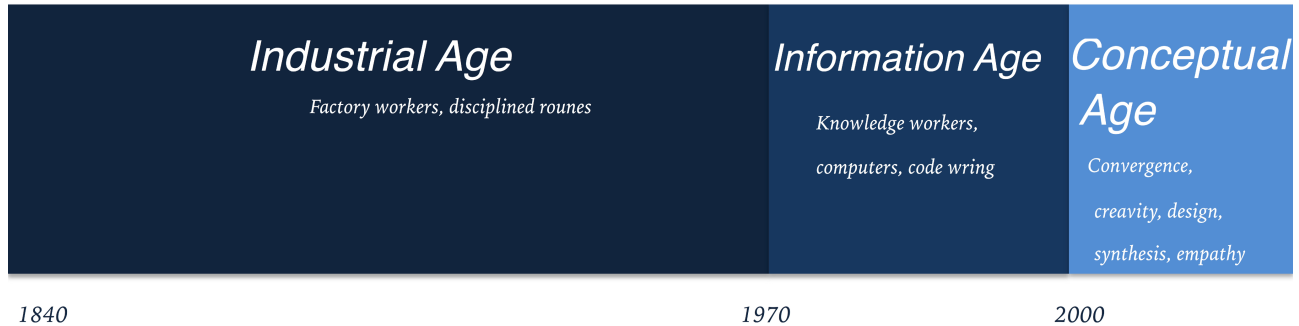 Industrial Age
Factory workers, disciplined rounes
Information Age
Knowledge workers,
computers, code wring
Conceptual
Age
Convergence,
creavity, design,
synthesis, empathy
1840
1970
2000